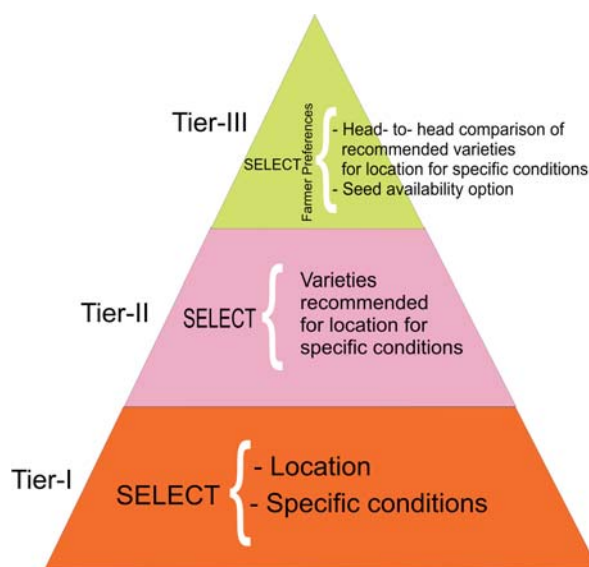 Tier-III
SELECT
Farmer Preferences
- Head- to- head comparison of
recommended varieties
for location for specific conditions
- Seed availability option
Tier-II
SELECT
Varieties
recommended
for location for
specific conditions
Tier-I
SELECT
- Location
- Specific conditions